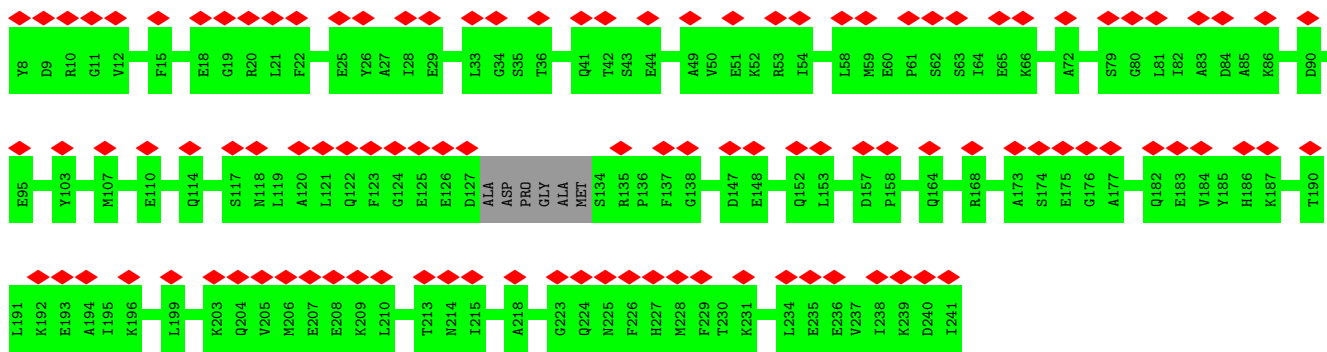 Y8 D9 R10 G11 V12 F15 E18 G19 R20 L21 F22 E25 Y26 A27 I28 E29 L33 G34 S35 T36 Q41 T42 S43 E44 A49 V50 E51 K52 R53 I54 L58 M59 E60 P61 S62 S63 I64 E65 K66 A72 S79 G80 L81 I82 A83 D84 A85 K86 D90
E95 Y103 M107 E110 Q114 S117 N118 L119 A120 L121 Q122 F123 G124 E125 E126 D127 ALA ASP PRO GLY ALA MET S134 R135 P136 F137 G138 D147 E148 Q152 L153 D157 P158 Q164 R168 A173 S174 E175 G176 A177 Q182 E183 V184 Y185 H186 K187 T190
L191 K192 E193 A194 I195 K196 L199 K203 Q204 V205 M206 E207 E208 K209 L210 T213 N214 I215 A218 G223 Q224 N225 F226 H227 M228 F229 T230 K231 L234 E235 E236 V237 I238 K239 D240 I241